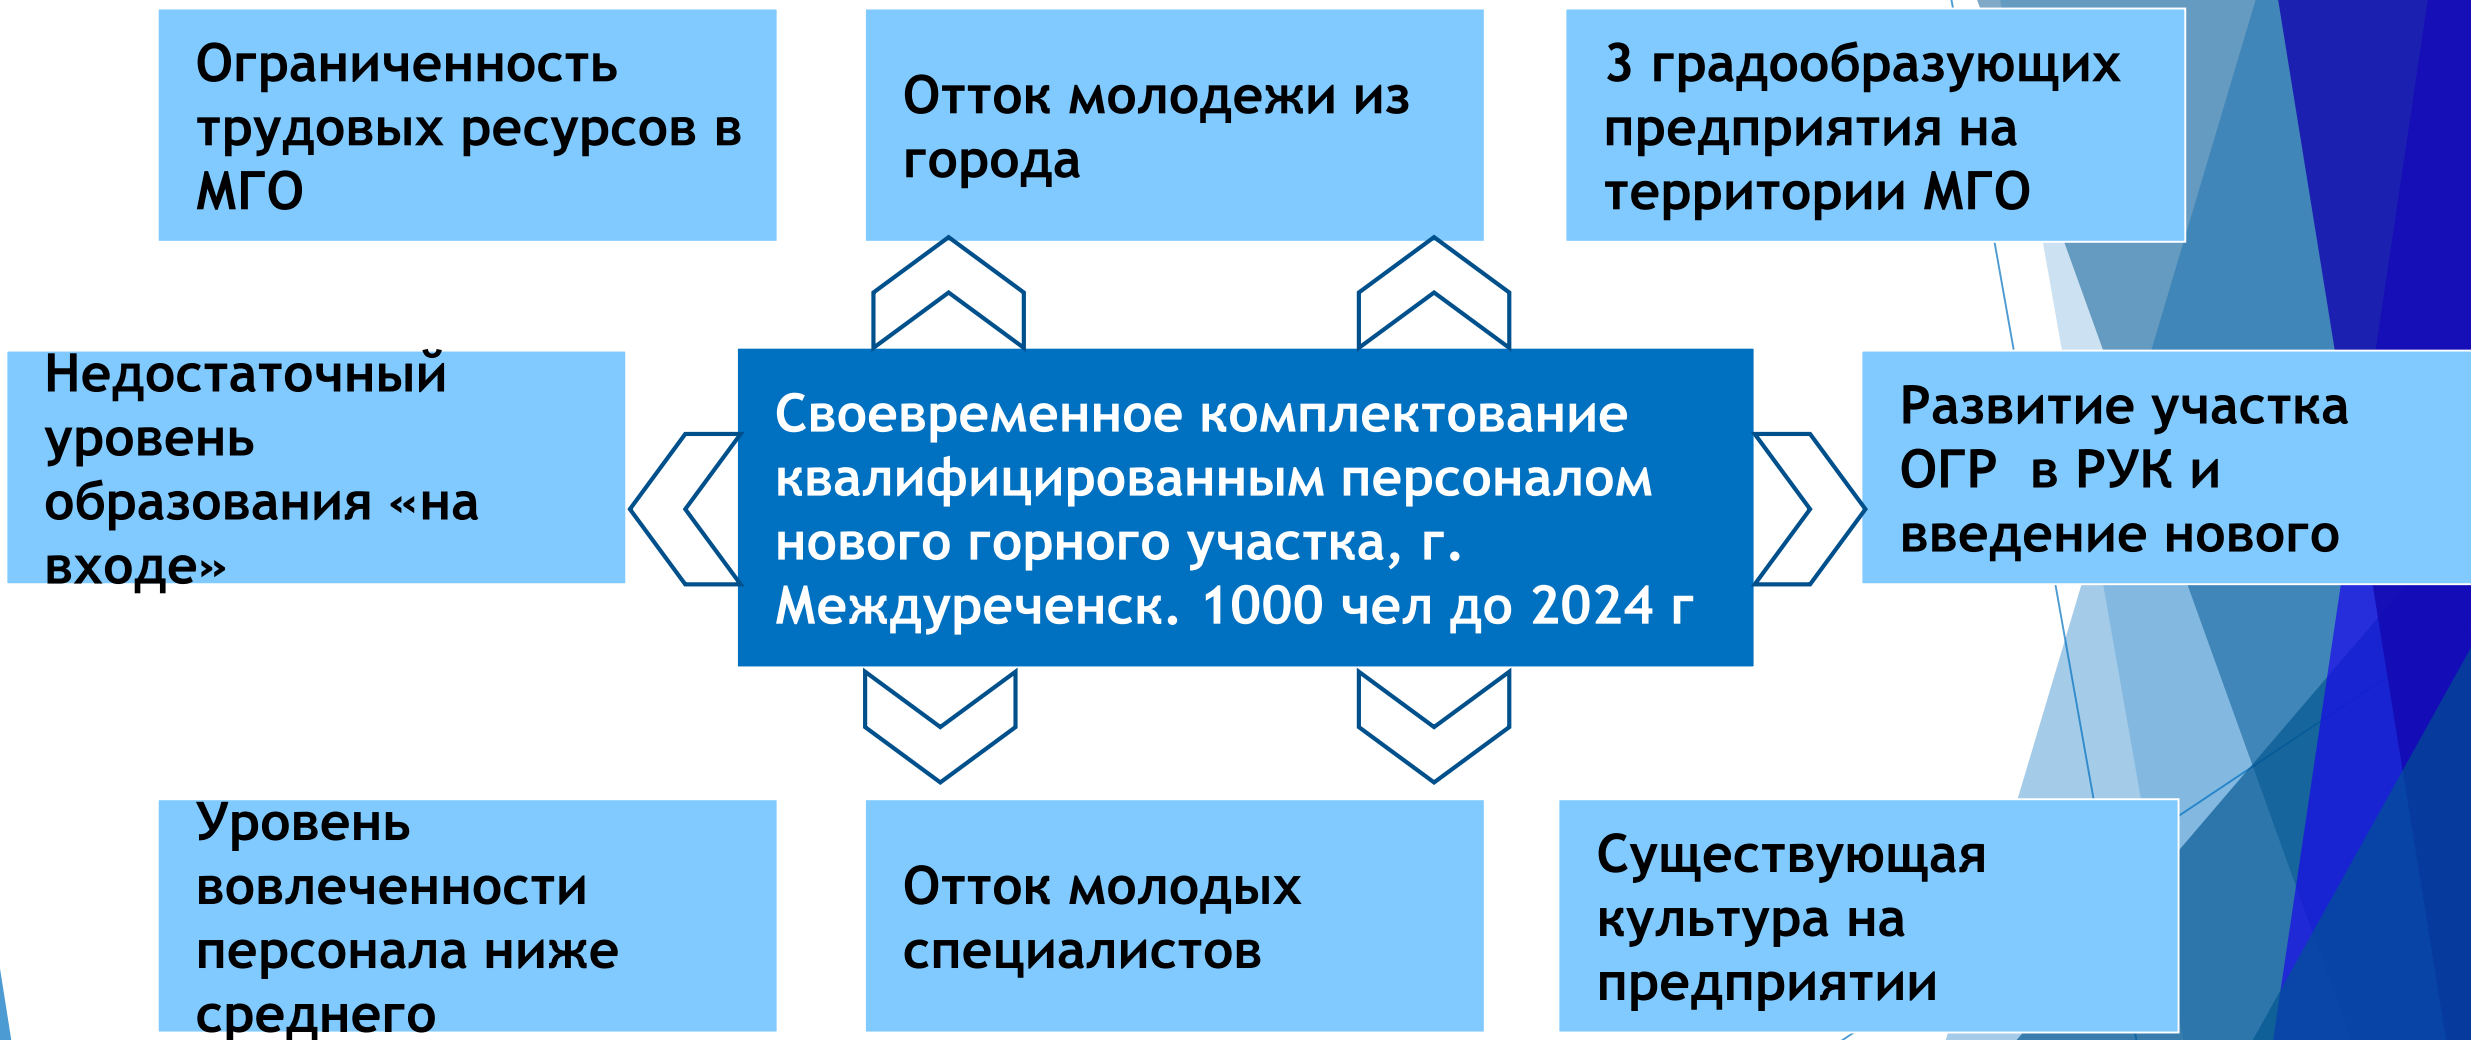 Ограниченность
трудовых ресурсов в
МГО
Отток молодежи из
города
3 градообразующих
предприятия на
территории МГО
Недостаточный
уровень
образования «на
входе»
Своевременное комплектование
квалифицированным персоналом
нового горного участка, г.
Междуреченск. 1000 чел до 2024 г
Развитие участка
ОГР в РУК и
введение нового
Уровень
вовлеченности
персонала ниже
среднего
Отток молодых
специалистов
Существующая
культура на
предприятии